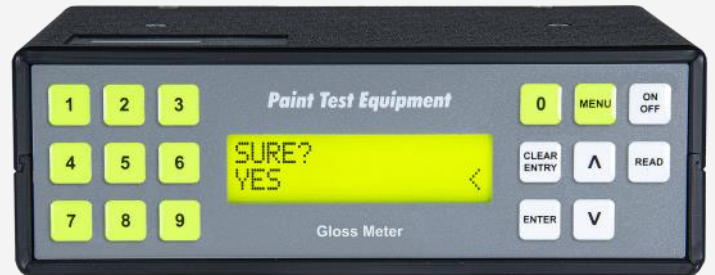 Paint Test Equipment
1 2 3
4 5 6
7 8 9
SURE?
YES <
Gloss Meter
0 MENU ON OFF
CLEAR ENTRY Λ READ
ENTER V